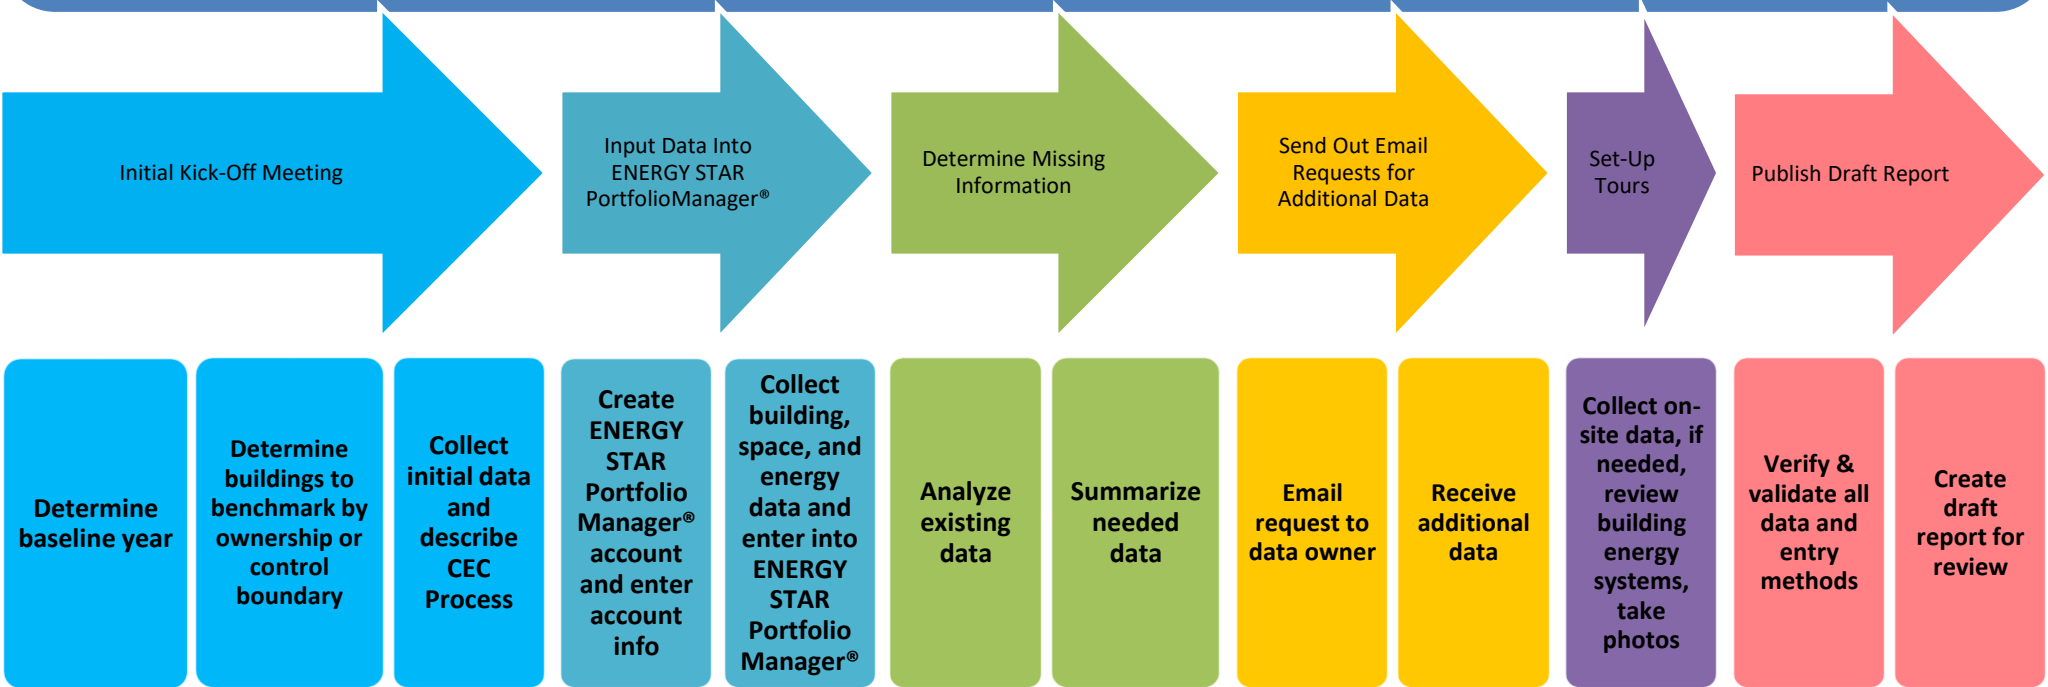 Initial Kick-Off Meeting
Input Data Into
ENERGY STAR
PortfolioManager®
Determine Missing
Information
Send Out Email
Requests for
Additional Data
Set-Up
Tours
Publish Draft Report
Determine
baseline year
Determine
buildings to
benchmark by
ownership or
control
boundary
Collect
initial data
and
describe
CEC
Process
Create
ENERGY
STAR
Portfolio
Manager®
account
and enter
account
info
Collect
building,
space, and
energy
data and
enter into
ENERGY
STAR
Portfolio
Manager®
Analyze
existing
data
Summarize
needed
data
Email
request to
data owner
Receive
additional
data
Collect on-
site data, if
needed,
review
building
energy
systems,
take
photos
Verify &
validate all
data and
entry
methods
Create
draft
report for
review